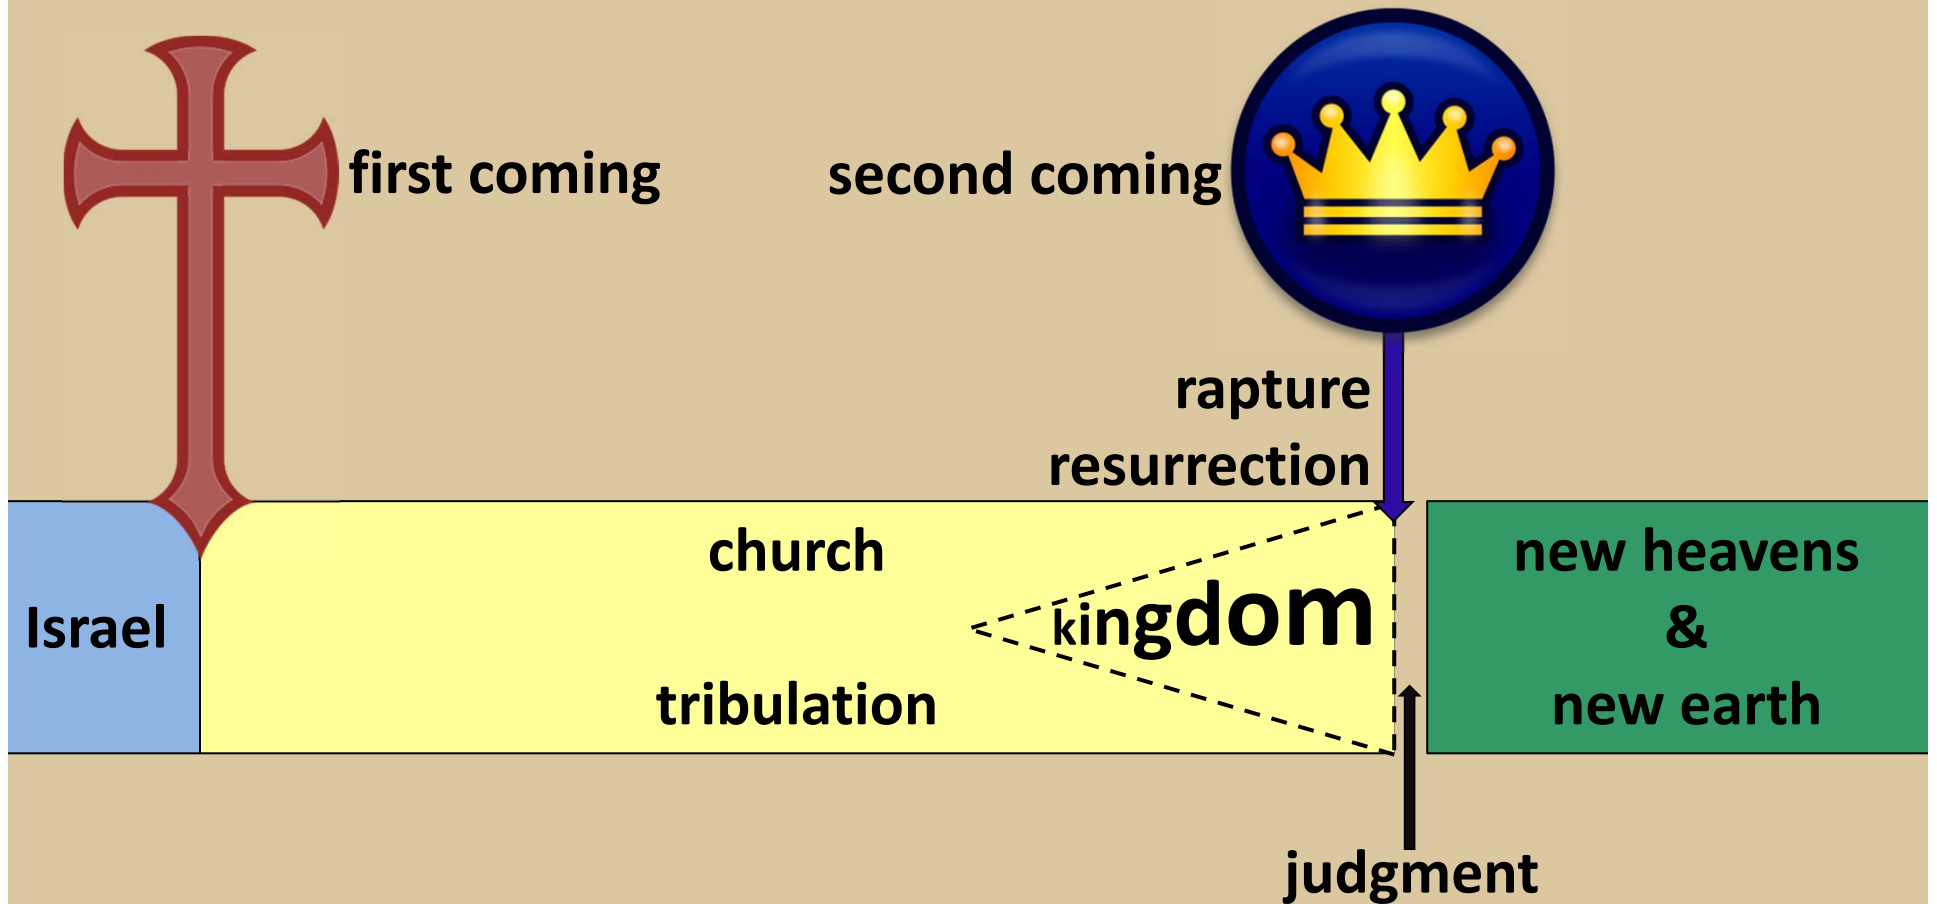 first coming
second coming
rapture
resurrection
church
Israel
kingdom
tribulation
new heavens
&
new earth
judgment